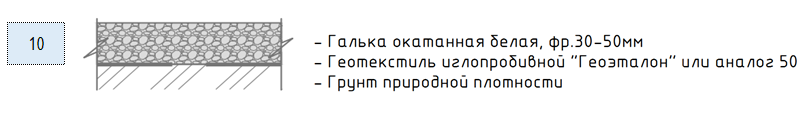 10
- Галька окатанная белая, фр.30-50мм
- Геотекстиль иглопробивной "Геоэталон" или аналог 50
- Грунт природной плотности